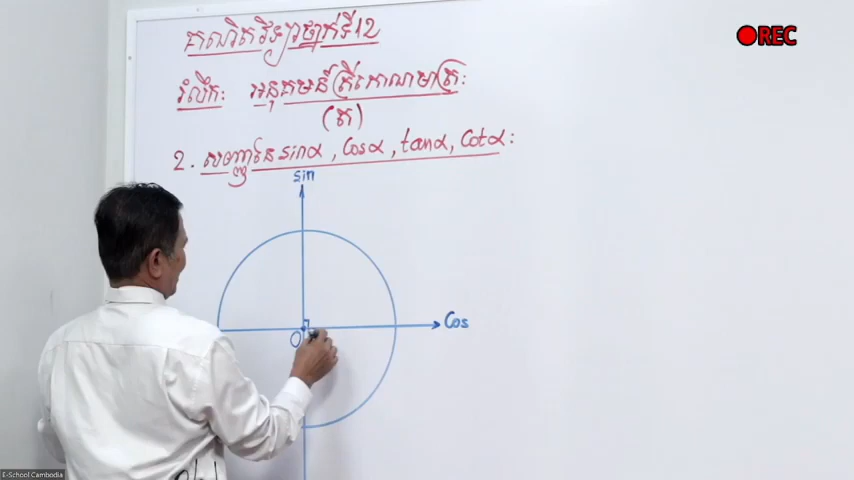 គណិតវិទ្យាថ្នាក់ទី12
រំលឹក: អនុគមន៍ត្រីកោណមាត្រ:
(ត)
2. សញ្ញានៃ sinα, Cosα, tanα, Cotα:
sin
Cos
O
REC
E-School Cambodia